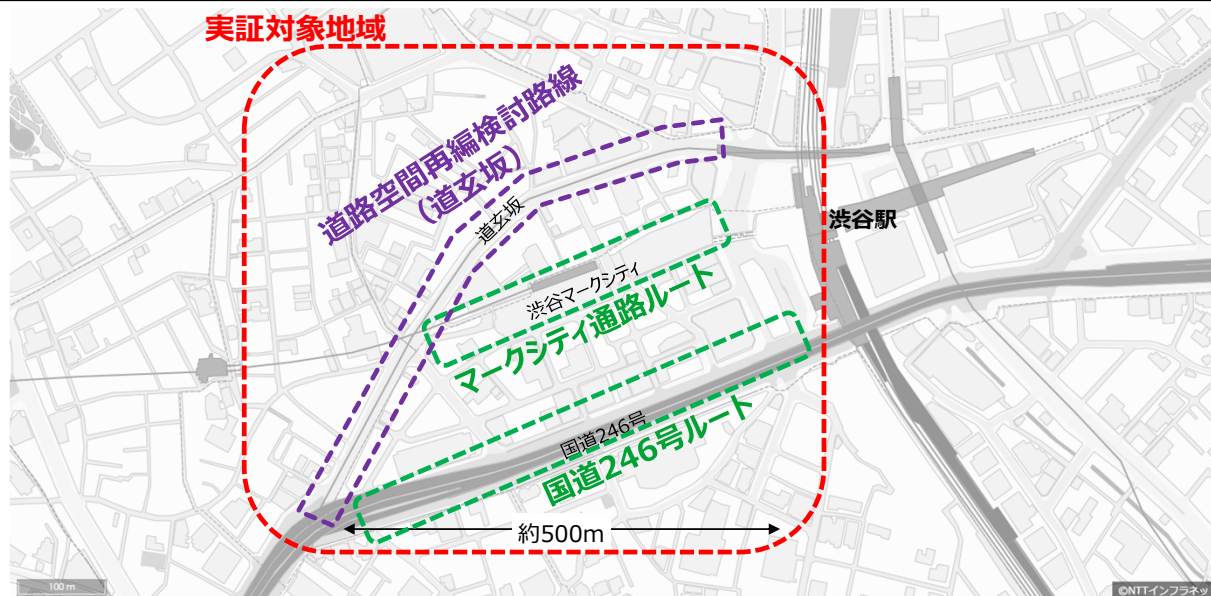 実証対象地域
道路空間再編検討路線
（道玄坂）
道玄坂
渋谷駅
渋谷マークシティ
マークシティ通路ルート
国道246号
国道246号ルート
約500m
100 m
©NTTインフラネッ